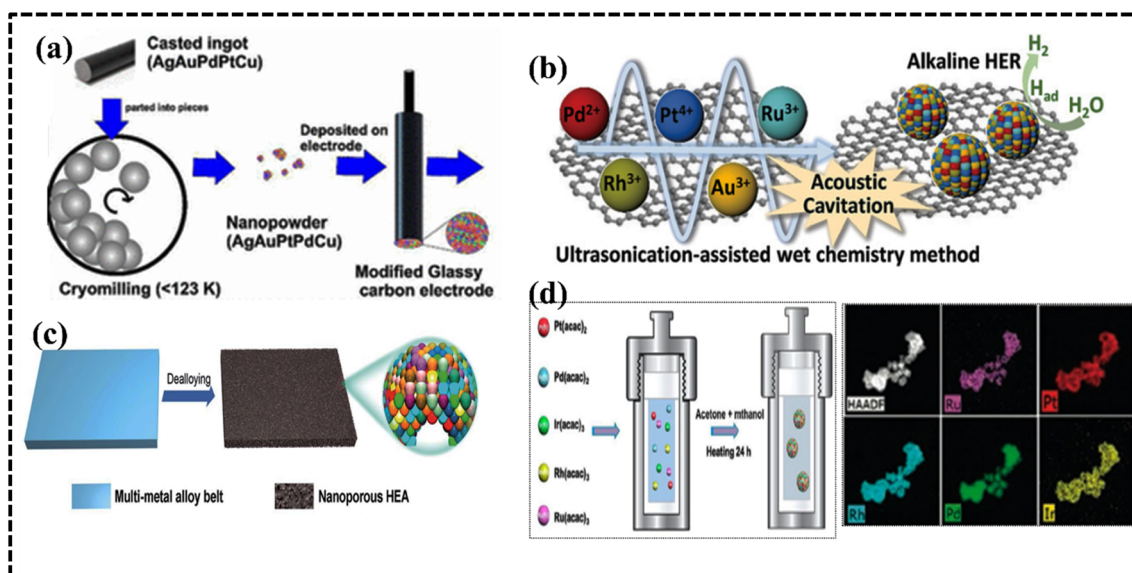 (a)
Casted ingot
(AgAuPdPtCu)
parted into pieces
Deposited on
electrode
Nanopowder
(AgAuPtPdCu)
Cryomilling (<123 K)
Modified Glassy
carbon electrode
(b)
Alkaline HER
H₂
Had
H₂O
Pd²⁺
Pt⁴⁺
Ru³⁺
Rh³⁺
Au³⁺
Acoustic
Cavitation
Ultrasonication-assisted wet chemistry method
(c)
Dealloying
Multi-metal alloy belt
Nanoporous HEA
(d)
Pt(acac)₂
Pd(acac)₂
Ir(acac)₃
Rh(acac)₃
Ru(acac)₃
Acetone + mthanol
Heating 24 h
HAADF
Ru
Pt
Rh
Pd
Ir